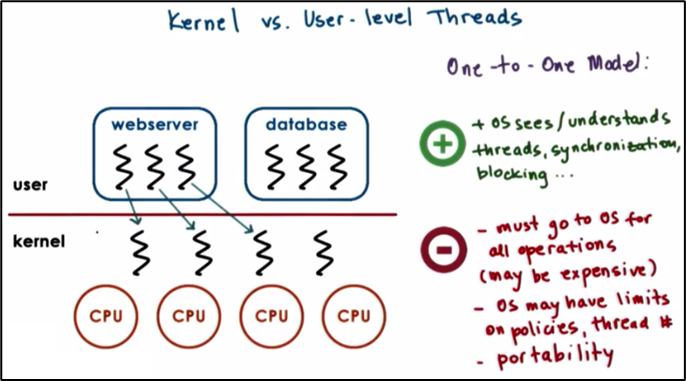 Kernel vs. User-level Threads
One-to-One Model:
webserver
database
user
kernel
CPU CPU CPU CPU
+ OS sees/understands
threads, synchronization,
blocking ...
- must go to OS for
all operations
(may be expensive)
- OS may have limits
on policies, thread #
- portability